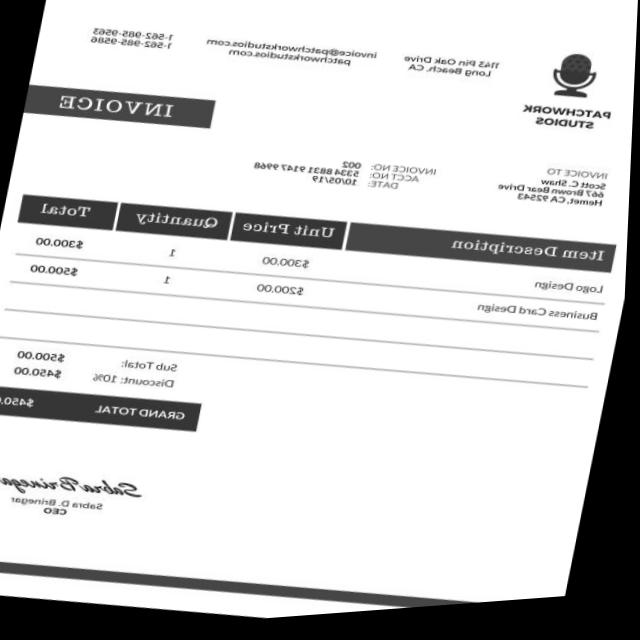 PATCHWORK
STUDIOS
1143 Pin Oak Drive
Long Beach, CA
invoice@patchworkstudios.com
patchworkstudios.com
1-562-985-9563
1-562-985-9586
INVOICE
INVOICE TO
Scott C. Shaw
667 Brown Bear Drive
Hemet, CA, 92543
INVOICE NO: 002
ACCT NO: 5334 8831 9147 9968
DATE: 10/05/19
Item Description Unit Price Quantity Total
Logo Design $300.00 1 $300.00
Business Card Design $200.00 1 $500.00
Sub Total: $500.00
Discount: 10% $450.00
GRAND TOTAL $450.
Sabra Brinegar
Sabra D. Brinegar
CEO